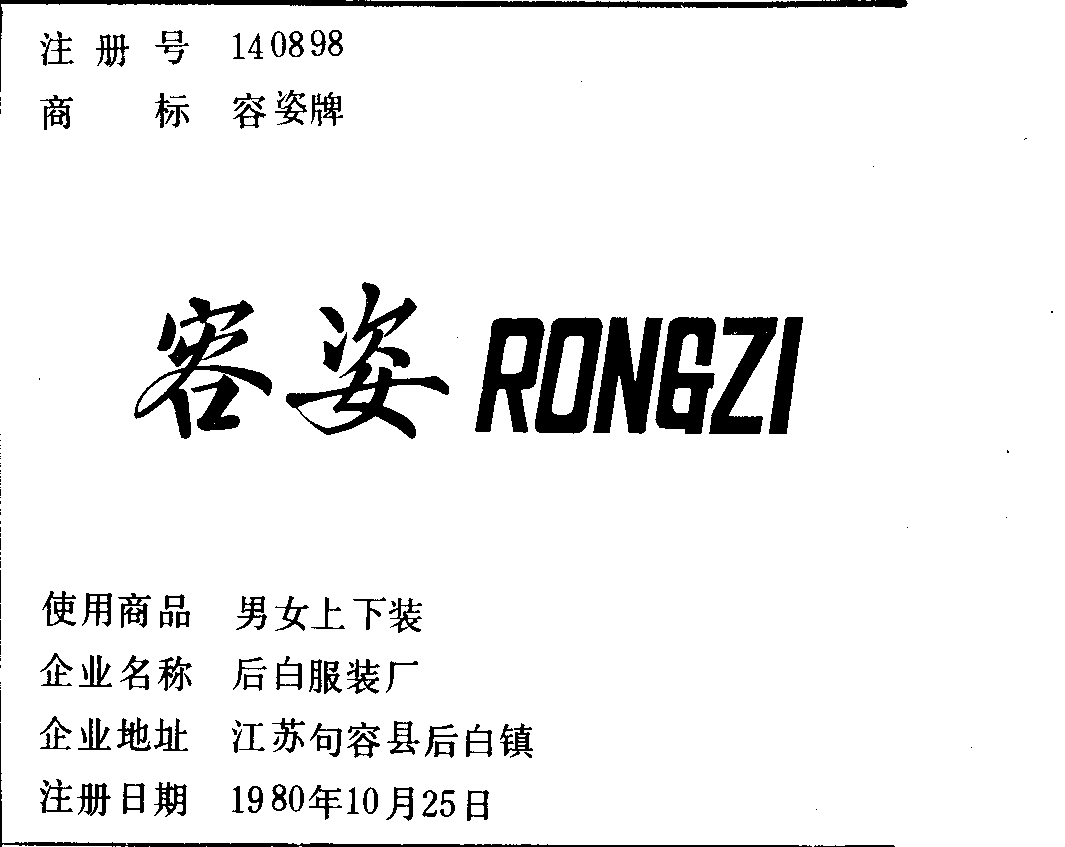 注册号 140898
商标 容姿牌
容姿 RONGZI
使用商品 男女上下装
企业名称 后白服装厂
企业地址 江苏句容县后白镇
注册日期 1980年10月25日